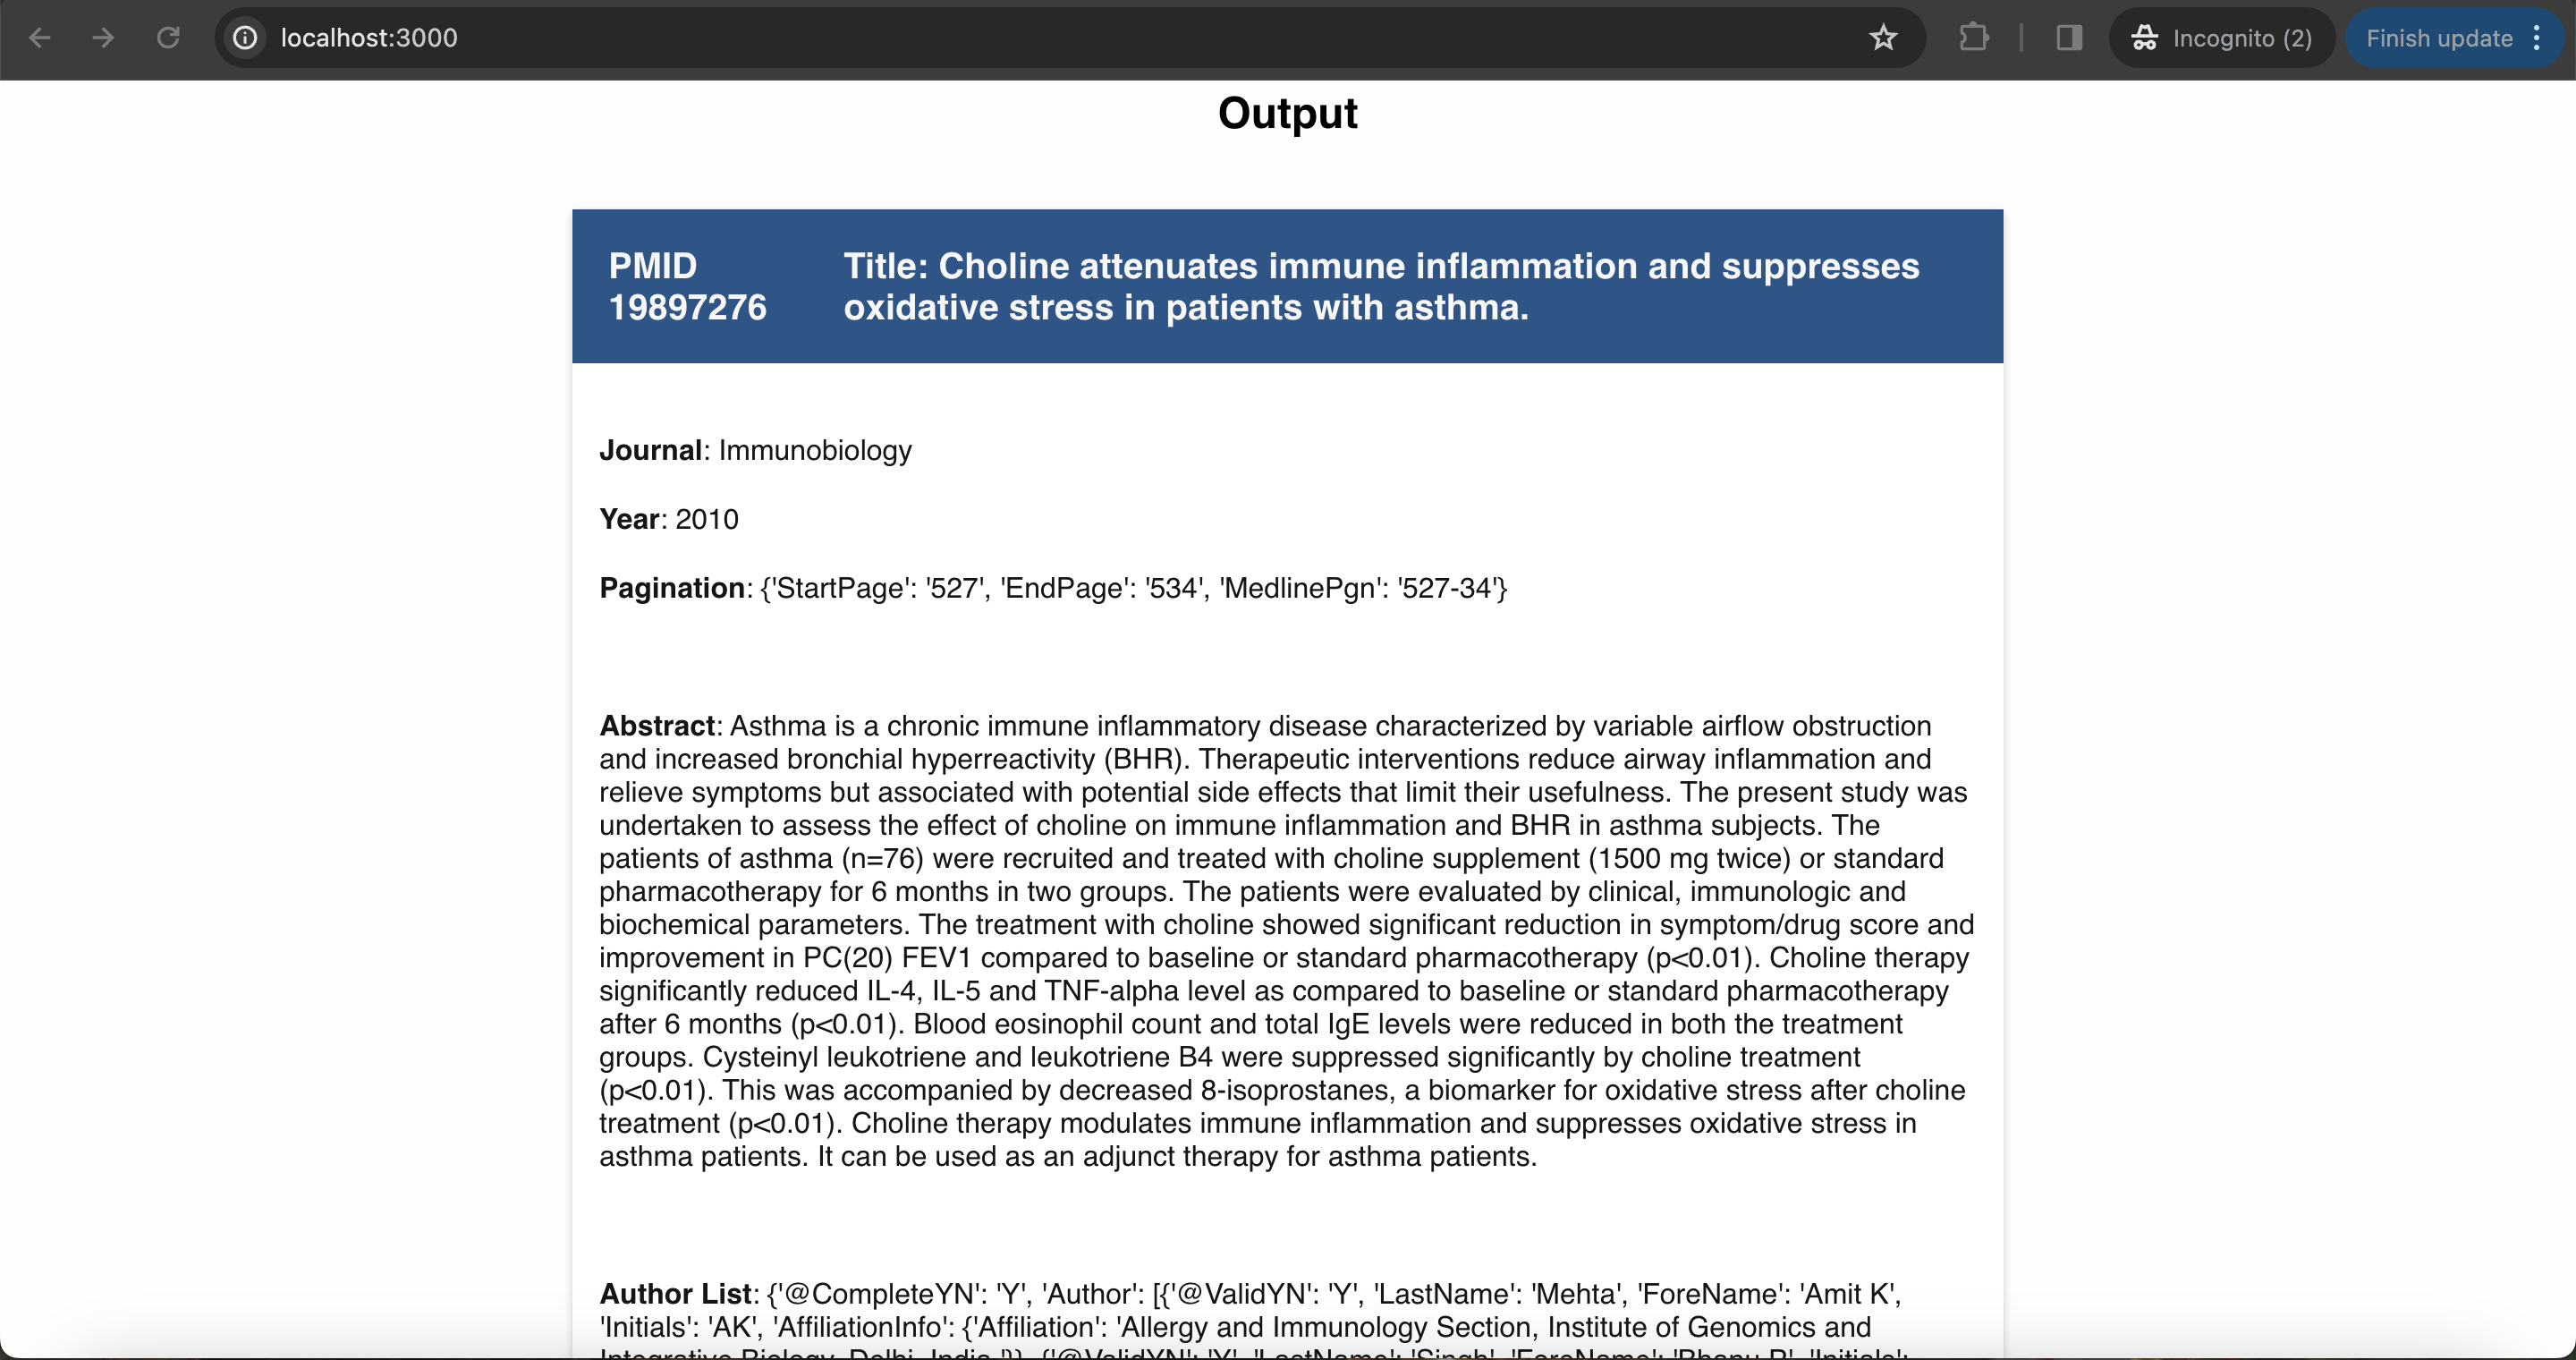 localhost:3000
Incognito (2)
Finish update
Output
PMID
19897276
Title: Choline attenuates immune inflammation and suppresses
oxidative stress in patients with asthma.
Journal: Immunobiology
Year: 2010
Pagination: {'StartPage': '527', 'EndPage': '534', 'MedlinePgn': '527-34'}
Abstract: Asthma is a chronic immune inflammatory disease characterized by variable airflow obstruction
and increased bronchial hyperreactivity (BHR). Therapeutic interventions reduce airway inflammation and
relieve symptoms but associated with potential side effects that limit their usefulness. The present study was
undertaken to assess the effect of choline on immune inflammation and BHR in asthma subjects. The
patients of asthma (n=76) were recruited and treated with choline supplement (1500 mg twice) or standard
pharmacotherapy for 6 months in two groups. The patients were evaluated by clinical, immunologic and
biochemical parameters. The treatment with choline showed significant reduction in symptom/drug score and
improvement in PC(20) FEV1 compared to baseline or standard pharmacotherapy (p<0.01). Choline therapy
significantly reduced IL-4, IL-5 and TNF-alpha level as compared to baseline or standard pharmacotherapy
after 6 months (p<0.01). Blood eosinophil count and total IgE levels were reduced in both the treatment
groups. Cysteinyl leukotriene and leukotriene B4 were suppressed significantly by choline treatment
(p<0.01). This was accompanied by decreased 8-isoprostanes, a biomarker for oxidative stress after choline
treatment (p<0.01). Choline therapy modulates immune inflammation and suppresses oxidative stress in
asthma patients. It can be used as an adjunct therapy for asthma patients.
Author List: {'@CompleteYN': 'Y', 'Author': [{'@ValidYN': 'Y', 'LastName': 'Mehta', 'ForeName': 'Amit K',
'Initials': 'AK', 'AffiliationInfo': {'Affiliation': 'Allergy and Immunology Section, Institute of Genomics and
Integrative Biology, Delhi, India.'}}, {'@ValidYN': 'Y', 'LastName': 'Singh', 'ForeName': 'Bhanu P', 'Initials':